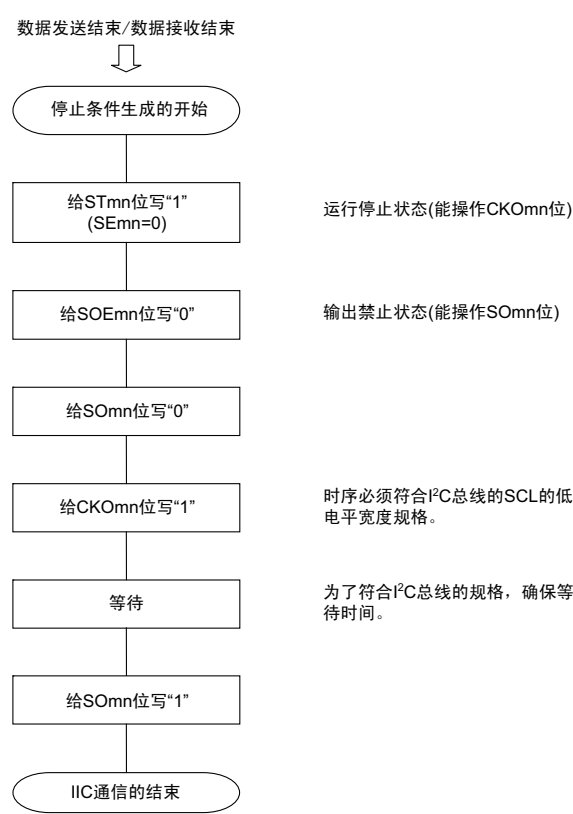 数据发送结束/数据接收结束
停止条件生成的开始
给STmn位写“1”
(SEmn=0)
运行停止状态(能操作CKOmn位)
给SOEmn位写“0”
输出禁止状态(能操作SOmn位)
给SOmn位写“0”
给CKOmn位写“1”
时序必须符合I²C总线的SCL的低
电平宽度规格。
等待
为了符合I²C总线的规格，确保等
待时间。
给SOmn位写“1”
IIC通信的结束